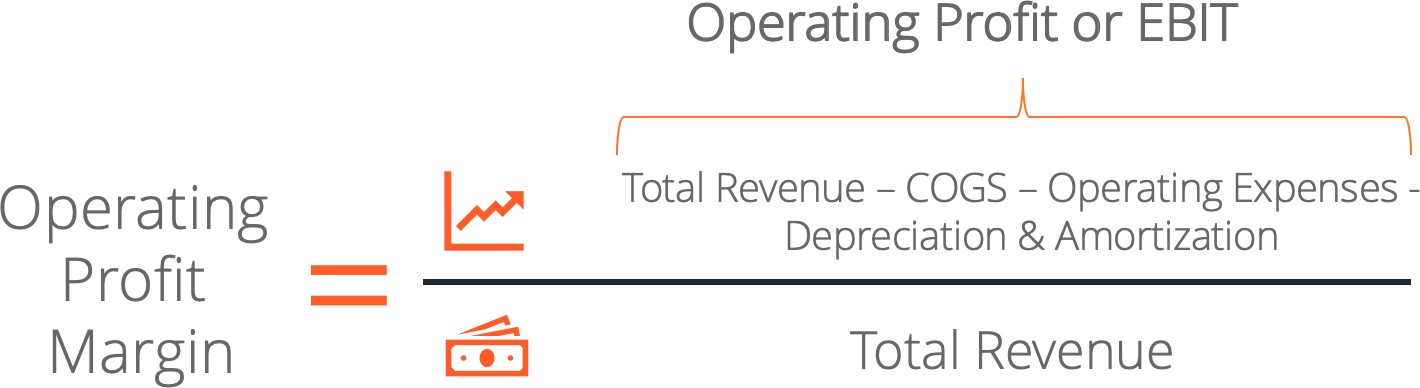 Operating Profit or EBIT
Operating
Profit
Margin
=
Total Revenue – COGS – Operating Expenses -
Depreciation & Amortization
Total Revenue